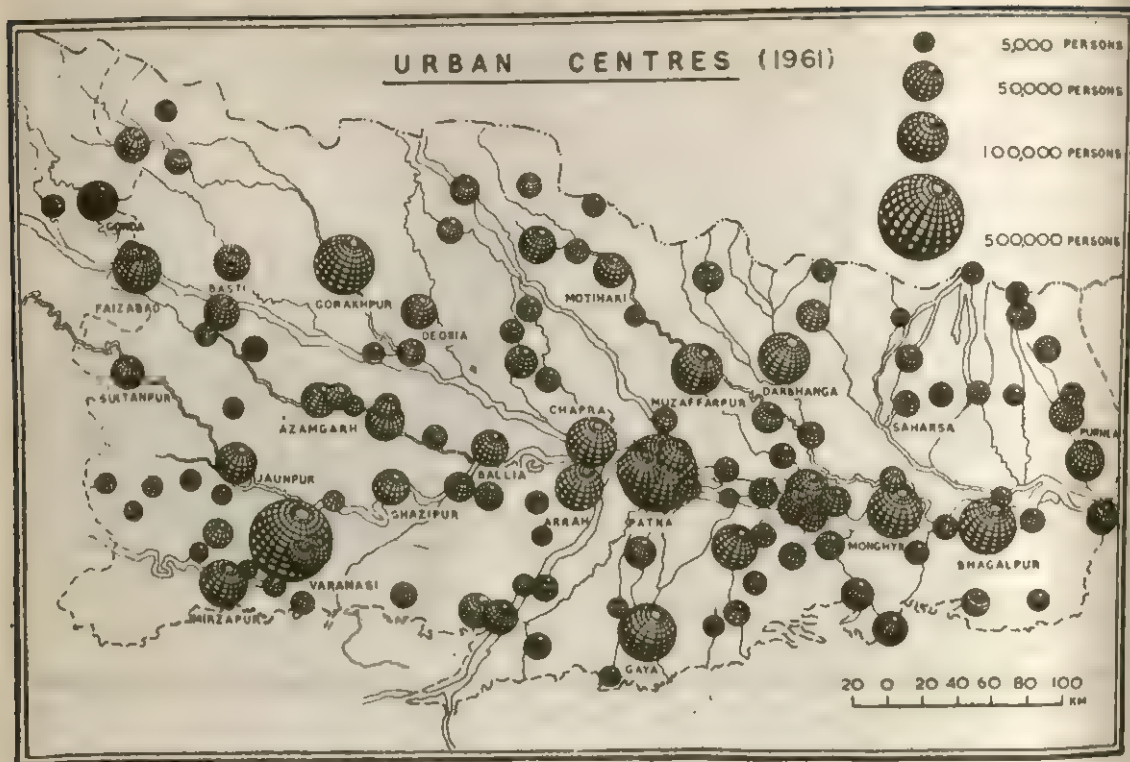 URBAN CENTRES (1961)
5,000 PERSONS
50,000 PERSONS
100,000 PERSONS
500,000 PERSONS
GONDA
FAIZABAD
BASTI
GORAKHPUR
DEORIA
MOTIHARI
SULTANPUR
AZAMGARH
CHAPRA
MUZAFFARPUR
DARBHANGA
SAHARSA
PURNEA
JAUNPUR
BALLIA
GHAZIPUR
ARRAH
PATNA
MONGHYR
BHAGALPUR
VARANASI
MIRZAPUR
GAYA
20 0 20 40 60 80 100
KM